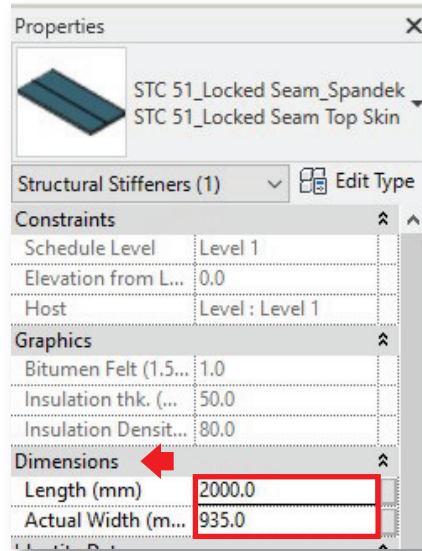 Properties
STC 51_Locked Seam_Spandek
STC 51_Locked Seam Top Skin
Structural Stiffeners (1) Edit Type
Constraints
Schedule Level Level 1
Elevation from L... 0.0
Host Level : Level 1
Graphics
Bitumen Felt (1.5... 1.0
Insulation thk. (... 50.0
Insulation Densit... 80.0
Dimensions
Length (mm) 2000.0
Actual Width (m... 935.0